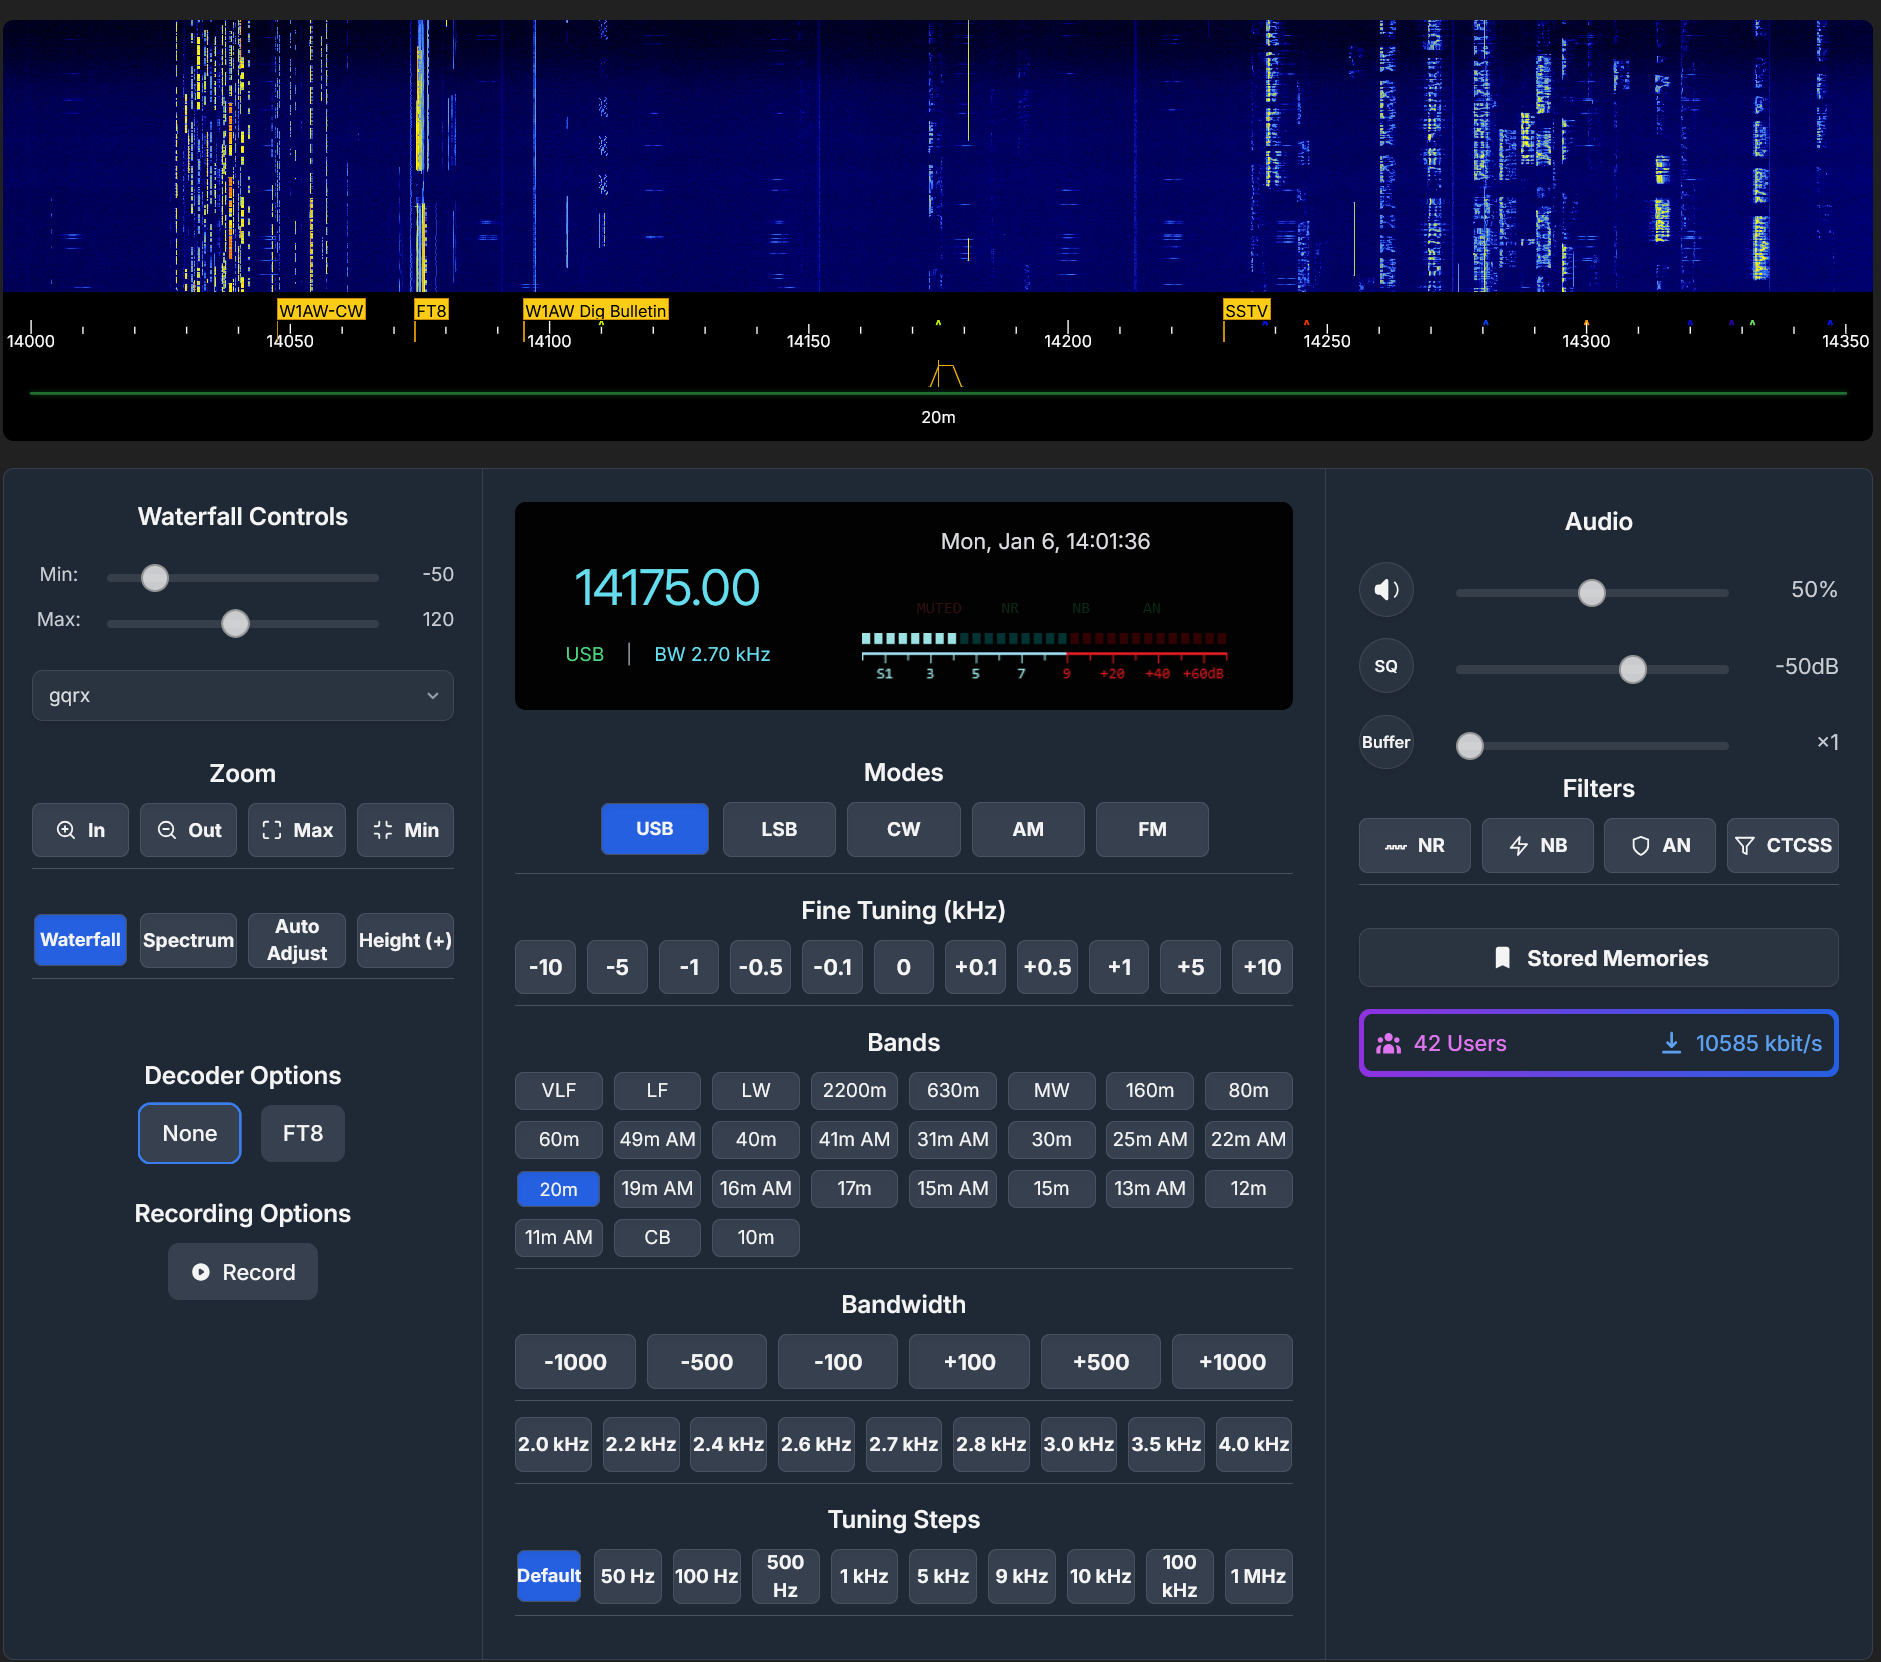 W1AW-CW FT8 W1AW Dig Bulletin SSTV
14000 14050 14100 14150 14200 14250 14300 14350
20m
Waterfall Controls
Min: -50
Max: 120
gqrx
Zoom
In Out Max Min
Waterfall Spectrum Auto Adjust Height (+)
Decoder Options
None FT8
Recording Options
Record
Mon, Jan 6, 14:01:36
14175.00
MUTED NR NB AN
USB | BW 2.70 kHz
S1 3 5 7 9 +20 +40 +60dB
Modes
USB LSB CW AM FM
Fine Tuning (kHz)
-10 -5 -1 -0.5 -0.1 0 +0.1 +0.5 +1 +5 +10
Bands
VLF LF LW 2200m 630m MW 160m 80m
60m 49m AM 40m 41m AM 31m AM 30m 25m AM 22m AM
20m 19m AM 16m AM 17m 15m AM 15m 13m AM 12m
11m AM CB 10m
Bandwidth
-1000 -500 -100 +100 +500 +1000
2.0 kHz 2.2 kHz 2.4 kHz 2.6 kHz 2.7 kHz 2.8 kHz 3.0 kHz 3.5 kHz 4.0 kHz
Tuning Steps
Default 50 Hz 100 Hz 500 Hz 1 kHz 5 kHz 9 kHz 10 kHz 100 kHz 1 MHz
Audio
50%
SQ -50dB
Buffer ×1
Filters
NR NB AN CTCSS
Stored Memories
42 Users 10585 kbit/s